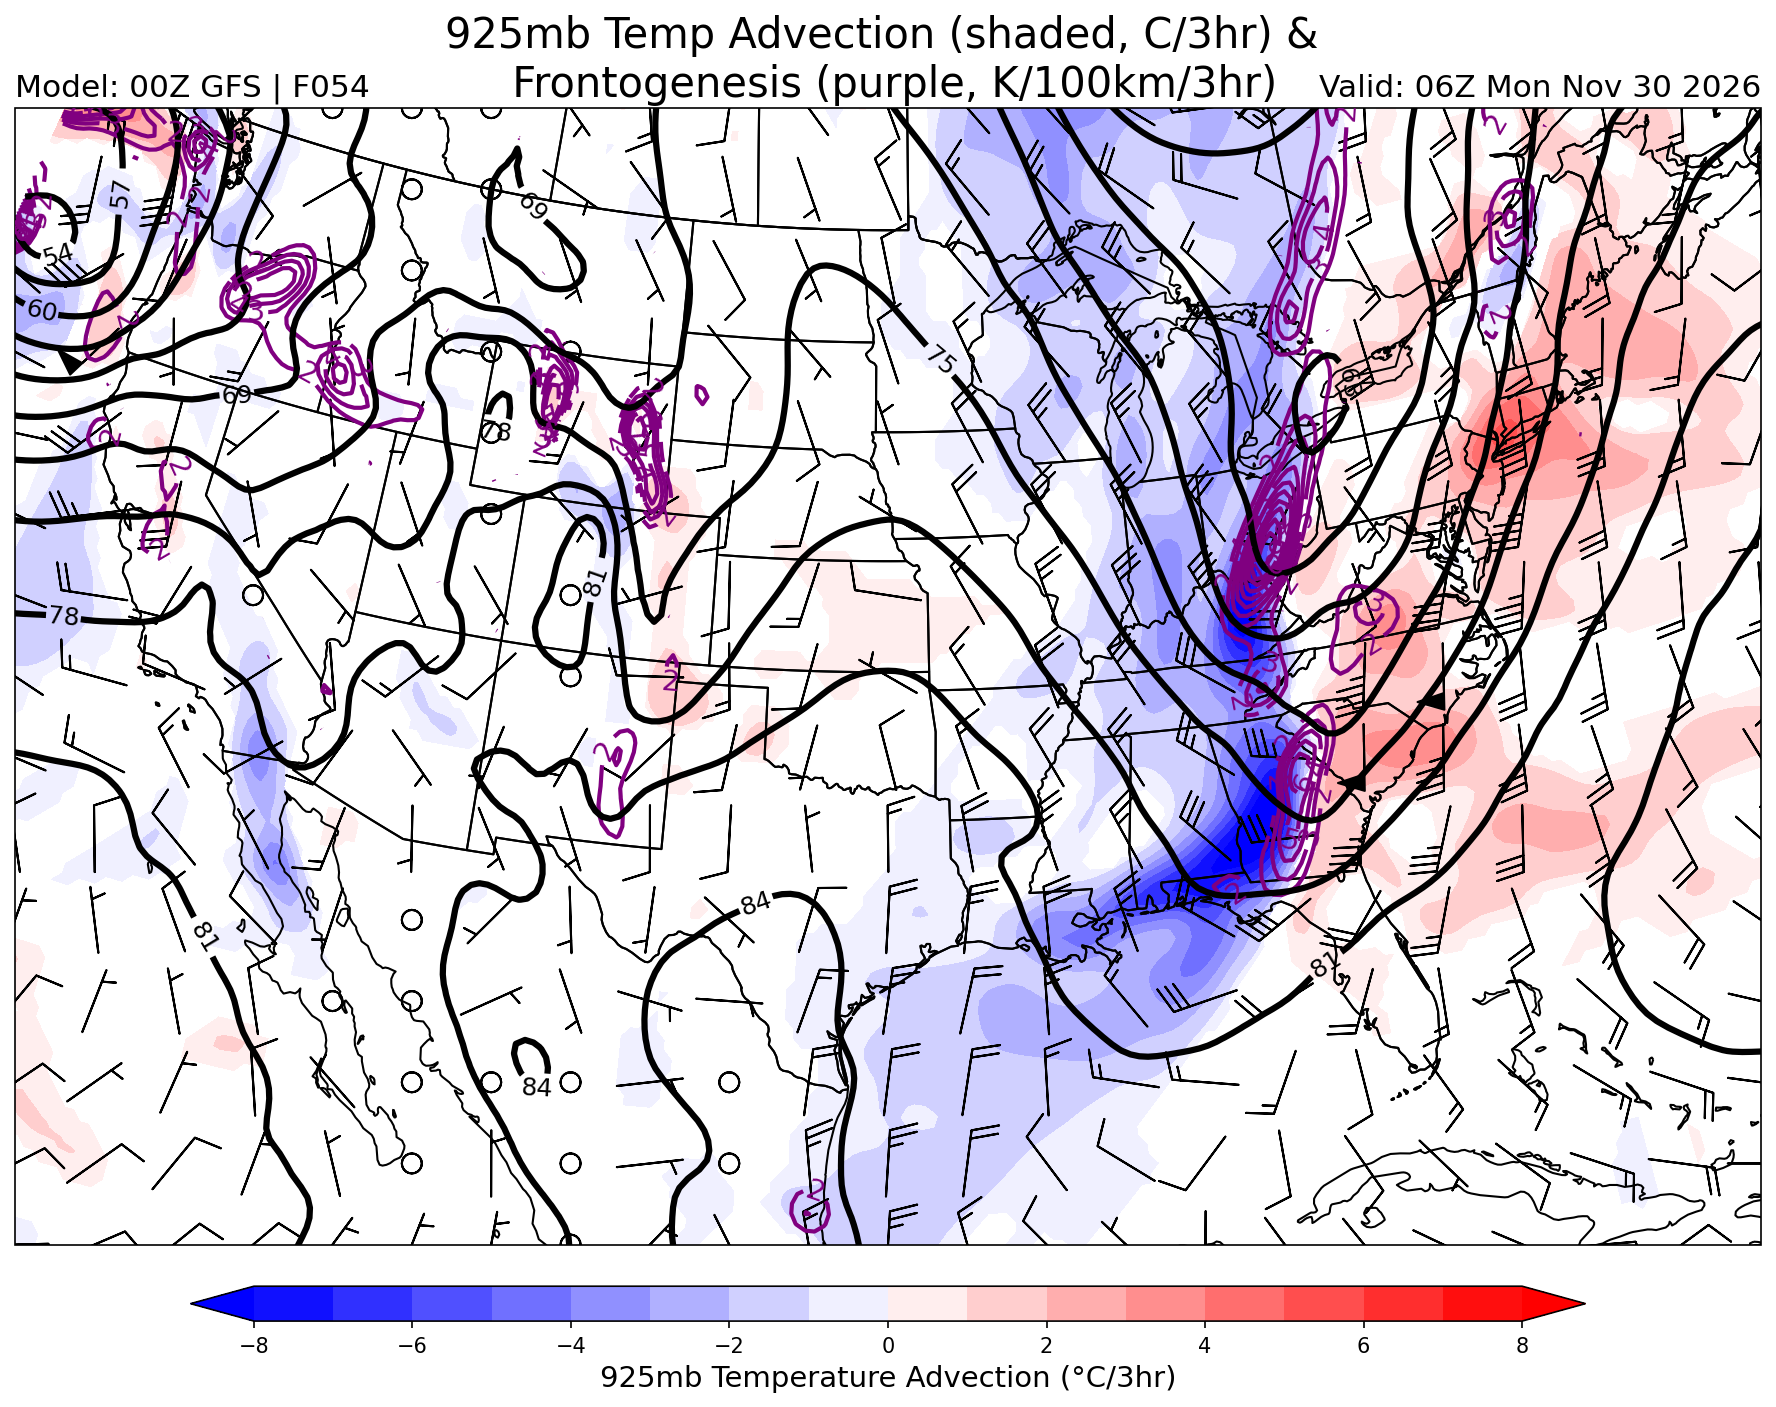 925mb Temp Advection (shaded, C/3hr) &
Frontogenesis (purple, K/100km/3hr)
Model: 00Z GFS | F054
Valid: 06Z Mon Nov 30 2026
57
54
60
69
69
75
69
78
81
78
84
81
84
81
−8 −6 −4 −2 0 2 4 6 8
925mb Temperature Advection (°C/3hr)